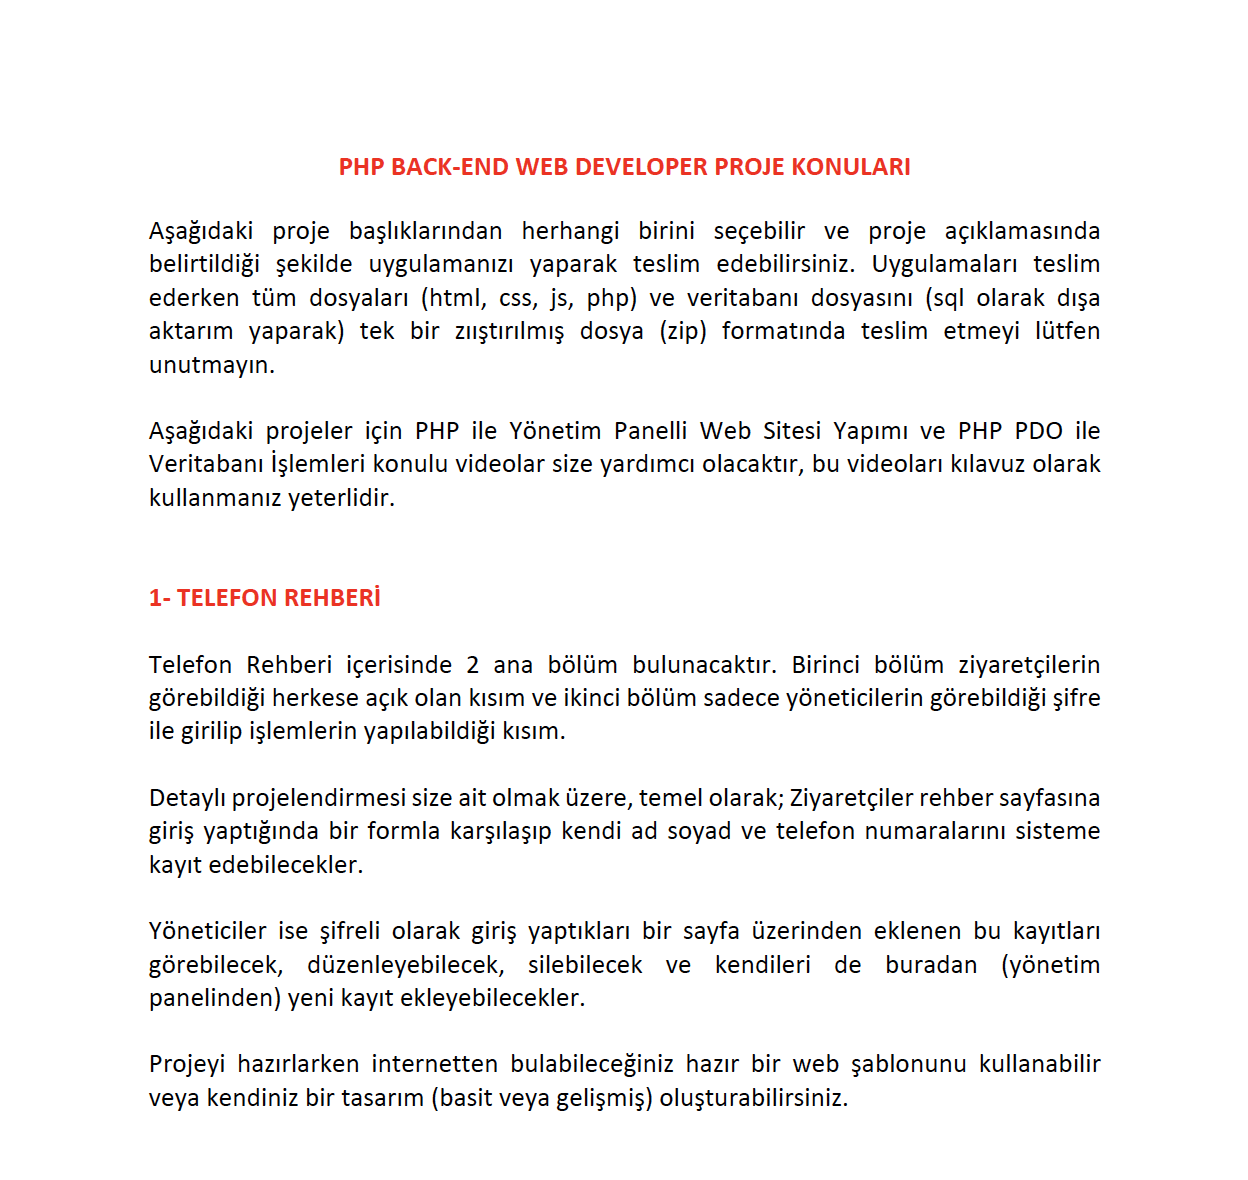 PHP BACK-END WEB DEVELOPER PROJE KONULARI
Aşağıdaki proje başlıklarından herhangi birini seçebilir ve proje açıklamasında
belirtildiği şekilde uygulamanızı yaparak teslim edebilirsiniz. Uygulamaları teslim
ederken tüm dosyaları (html, css, js, php) ve veritabanı dosyasını (sql olarak dışa
aktarım yaparak) tek bir zııştırılmış dosya (zip) formatında teslim etmeyi lütfen
unutmayın.
Aşağıdaki projeler için PHP ile Yönetim Panelli Web Sitesi Yapımı ve PHP PDO ile
Veritabanı İşlemleri konulu videolar size yardımcı olacaktır, bu videoları kılavuz olarak
kullanmanız yeterlidir.
1- TELEFON REHBERİ
Telefon Rehberi içerisinde 2 ana bölüm bulunacaktır. Birinci bölüm ziyaretçilerin
görebildiği herkese açık olan kısım ve ikinci bölüm sadece yöneticilerin görebildiği şifre
ile girilip işlemlerin yapılabildiği kısım.
Detaylı projelendirmesi size ait olmak üzere, temel olarak; Ziyaretçiler rehber sayfasına
giriş yaptığında bir formla karşılaşıp kendi ad soyad ve telefon numaralarını sisteme
kayıt edebilecekler.
Yöneticiler ise şifreli olarak giriş yaptıkları bir sayfa üzerinden eklenen bu kayıtları
görebilecek, düzenleyebilecek, silebilecek ve kendileri de buradan (yönetim
panelinden) yeni kayıt ekleyebilecekler.
Projeyi hazırlarken internetten bulabileceğiniz hazır bir web şablonunu kullanabilir
veya kendiniz bir tasarım (basit veya gelişmiş) oluşturabilirsiniz.